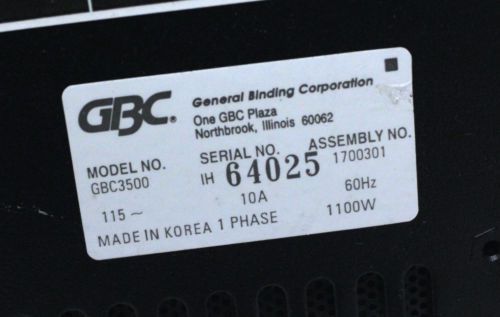 GBC®
General Binding Corporation
One GBC Plaza
Northbrook, Illinois 60062
MODEL NO. SERIAL NO. ASSEMBLY NO.
GBC3500 IH 64025 1700301
115 ~ 10A 60Hz
MADE IN KOREA 1 PHASE 1100W